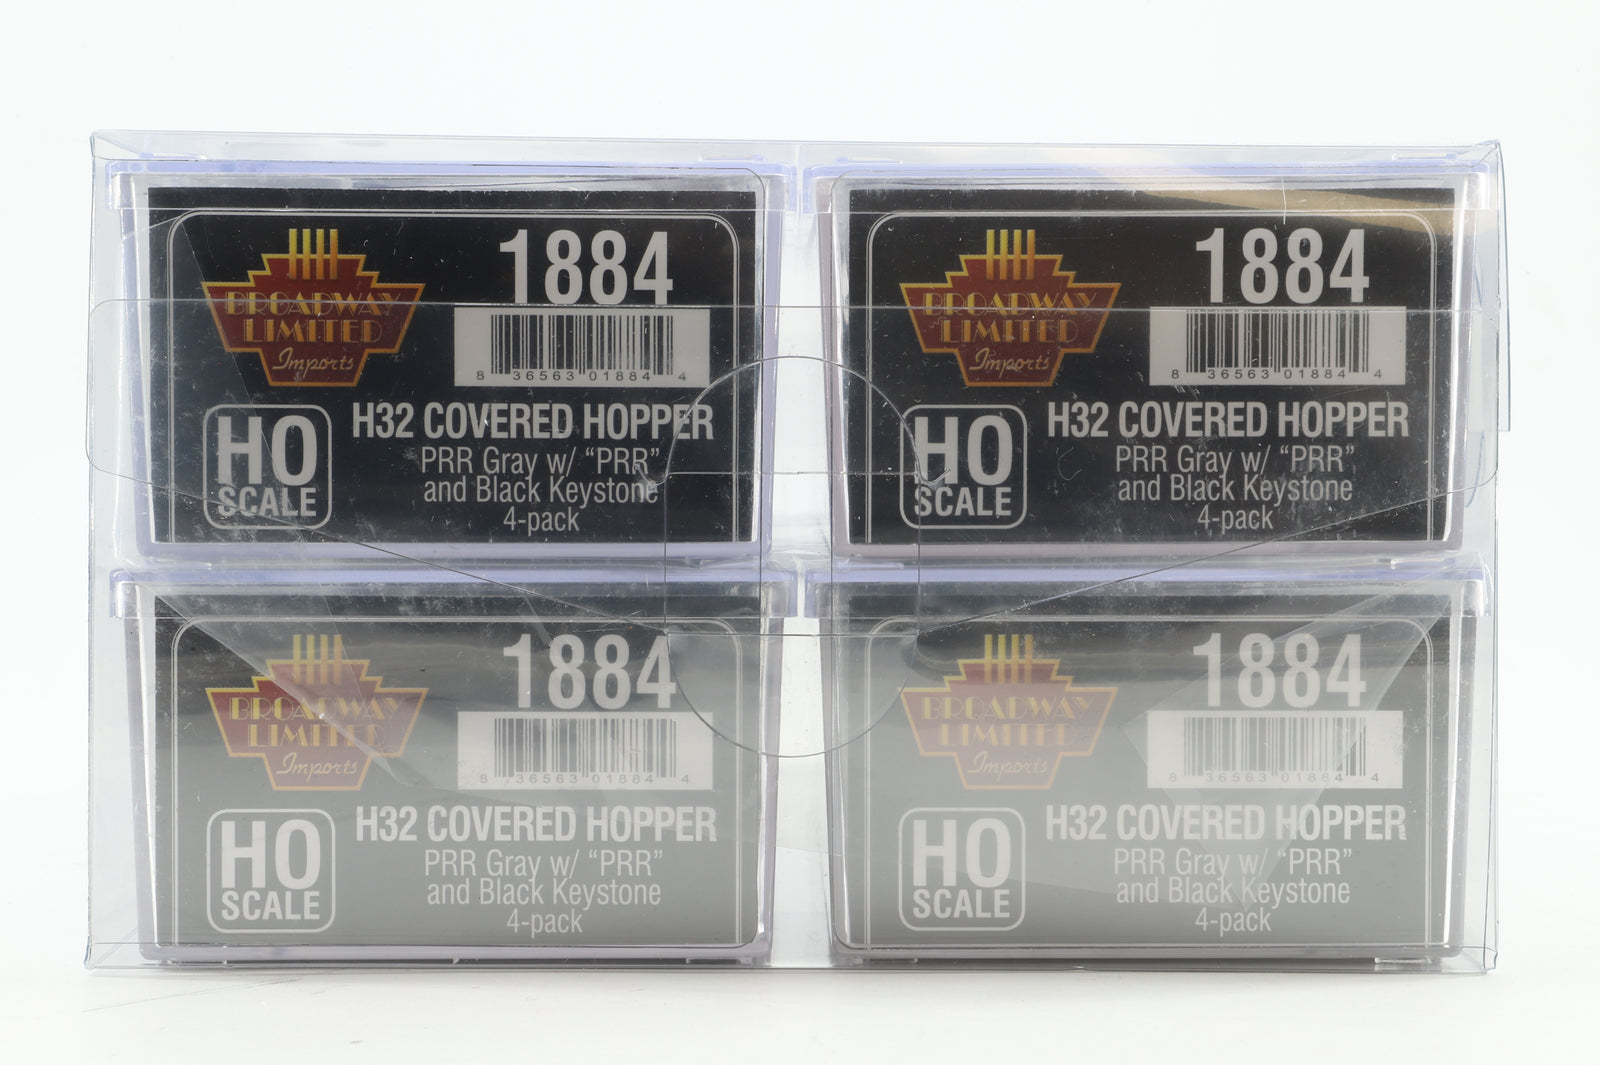 BROADWAY
LIMITED
Imports
1884
8 36563 01884 4
HO
SCALE
H32 COVERED HOPPER
PRR Gray w/ “PRR”
and Black Keystone
4-pack
BROADWAY
LIMITED
Imports
1884
8 36563 01884 4
HO
SCALE
H32 COVERED HOPPER
PRR Gray w/ “PRR”
and Black Keystone
4-pack
BROADWAY
LIMITED
Imports
1884
8 36563 01884 4
HO
SCALE
H32 COVERED HOPPER
PRR Gray w/ “PRR”
and Black Keystone
4-pack
BROADWAY
LIMITED
Imports
1884
8 36563 01884 4
HO
SCALE
H32 COVERED HOPPER
PRR Gray w/ “PRR”
and Black Keystone
4-pack